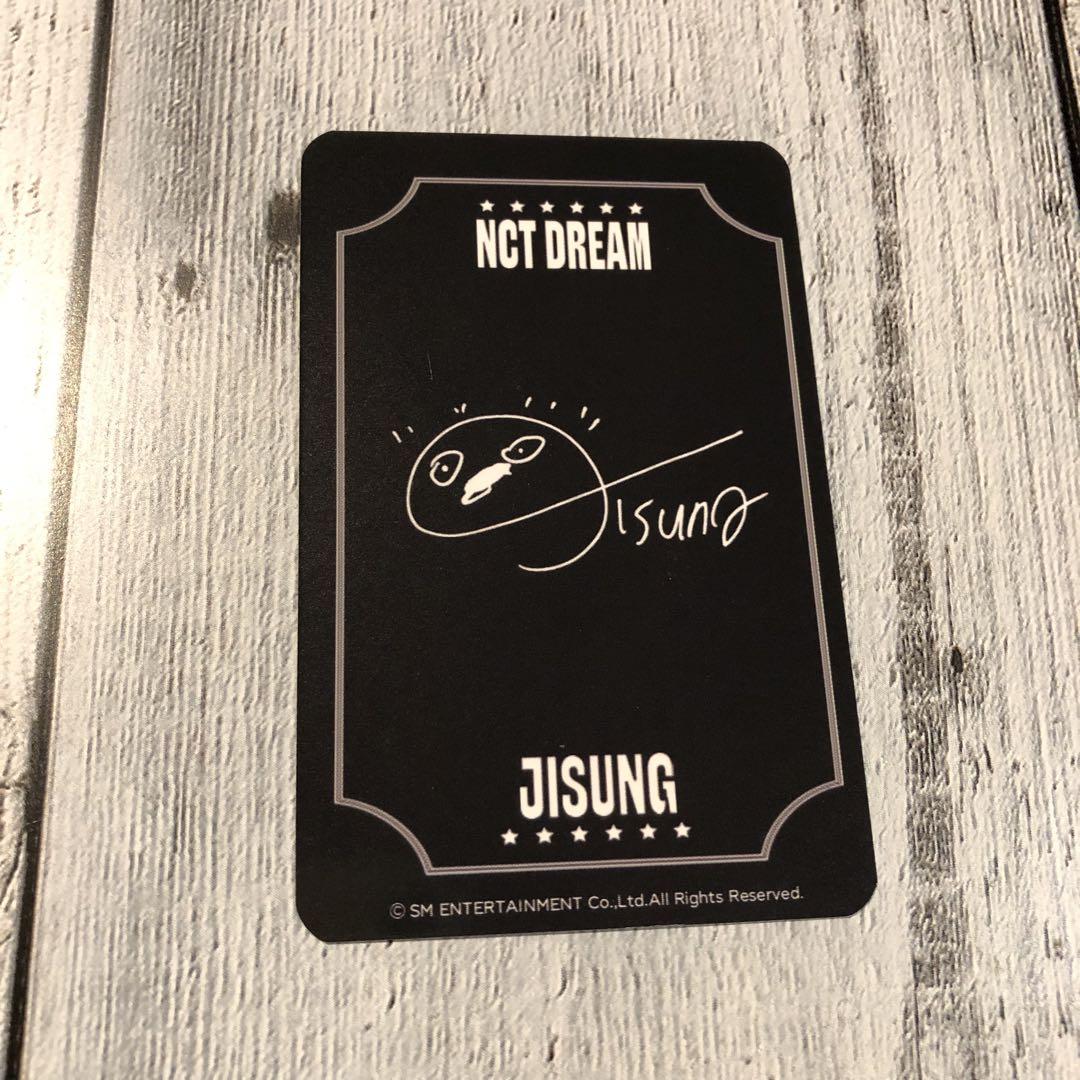 NCT DREAM
Jisung
JISUNG
© SM ENTERTAINMENT Co.,Ltd.All Rights Reserved.